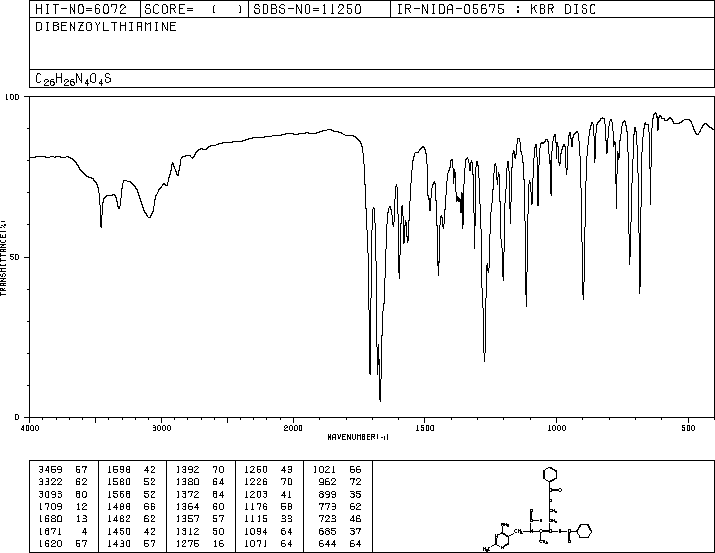 HIT-NO=6072 SCORE= ( ) SDBS-NO=11250 IR-NIDA-05675 : KBR DISC
DIBENZOYLTHIAMINE
C26H26N4O4S
100
50
0
TRANSMITTANCE(%)
4000 3000 2000 1500 1000 500
WAVENUMBER(-1)
3459 57 1598 42 1392 70 1260 43 1021 66
3322 62 1580 52 1380 64 1226 70 962 72
3093 60 1568 52 1372 64 1203 41 899 35
1709 12 1488 66 1364 60 1176 58 773 62
1680 13 1482 62 1357 57 1115 33 723 46
1671 4 1450 42 1312 50 1094 64 685 37
1620 57 1430 57 1275 16 1071 64 644 64